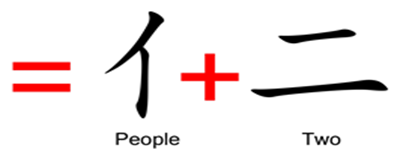 = 亻 + 二
People Two